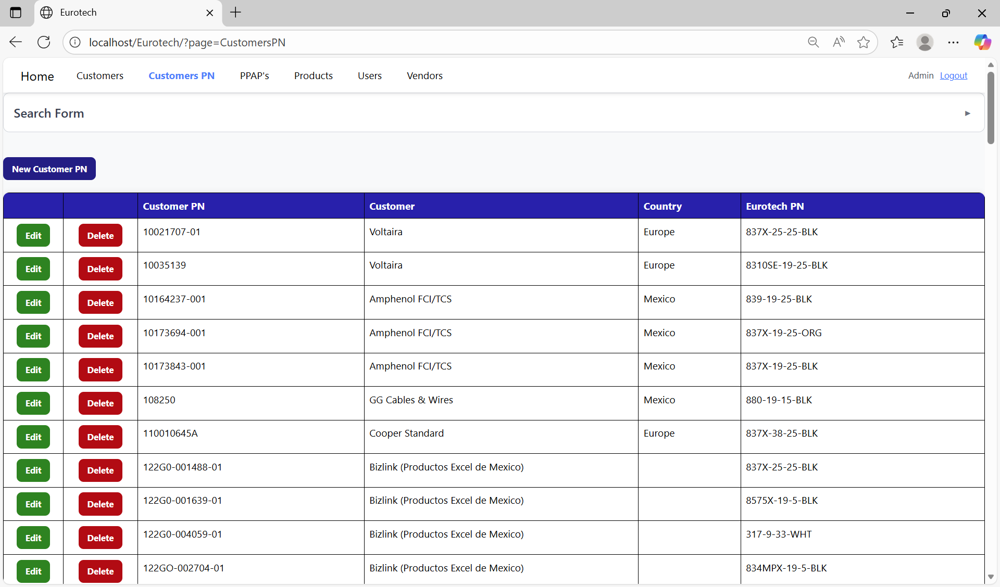 Eurotech
localhost/Eurotech/?page=CustomersPN
Home Customers Customers PN PPAP's Products Users Vendors Admin Logout
Search Form
New Customer PN
Customer PN Customer Country Eurotech PN
Edit Delete 10021707-01 Voltaira Europe 837X-25-25-BLK
Edit Delete 10035139 Voltaira Europe 8310SE-19-25-BLK
Edit Delete 10164237-001 Amphenol FCI/TCS Mexico 839-19-25-BLK
Edit Delete 10173694-001 Amphenol FCI/TCS Mexico 837X-19-25-ORG
Edit Delete 10173843-001 Amphenol FCI/TCS Mexico 837X-19-25-BLK
Edit Delete 108250 GG Cables & Wires Mexico 880-19-15-BLK
Edit Delete 110010645A Cooper Standard Europe 837X-38-25-BLK
Edit Delete 122G0-001488-01 Bizlink (Productos Excel de Mexico) 837X-25-25-BLK
Edit Delete 122G0-001639-01 Bizlink (Productos Excel de Mexico) 8575X-19-5-BLK
Edit Delete 122G0-004059-01 Bizlink (Productos Excel de Mexico) 317-9-33-WHT
Edit Delete 122GO-002704-01 Bizlink (Productos Excel de Mexico) 834MPX-19-5-BLK